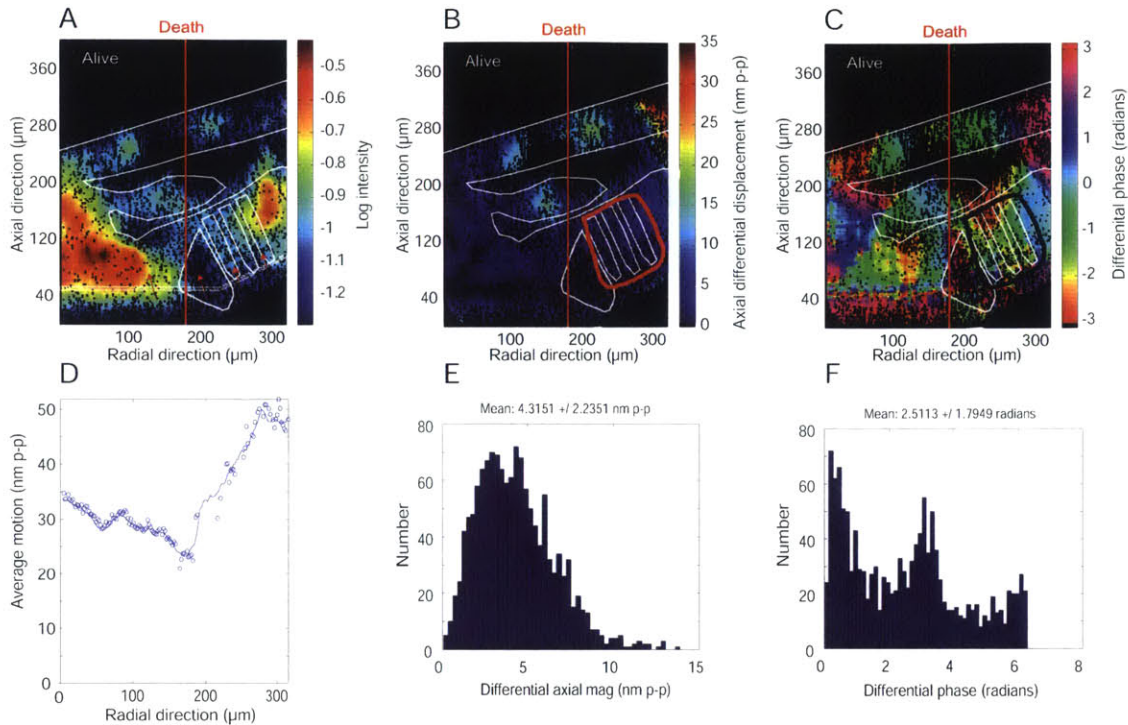 A
Death
Alive
360
280
200
120
40
Axial direction (µm)
100
200
300
Radial direction (µm)
-0.5
-0.6
-0.7
-0.8
-0.9
-1
-1.1
-1.2
Log intensity
B
Death
Alive
360
280
200
120
40
Axial direction (µm)
100
200
300
Radial direction (µm)
35
30
25
20
15
10
5
0
Axial differential displacement (nm p-p)
C
Death
Alive
360
280
200
120
40
Axial direction (µm)
100
200
300
Radial direction (µm)
3
2
1
0
-1
-2
-3
Differenital phase (radians)
D
50
40
30
20
10
0
Average motion (nm p-p)
0
100
200
300
Radial direction (µm)
E
Mean: 4.3151 +/ 2.2351 nm p-p
80
60
40
20
0
Number
0
5
10
15
Differential axial mag (nm p-p)
F
Mean: 2.5113 +/ 1.7949 radians
80
60
40
20
0
Number
0
2
4
6
8
Differential phase (radians)